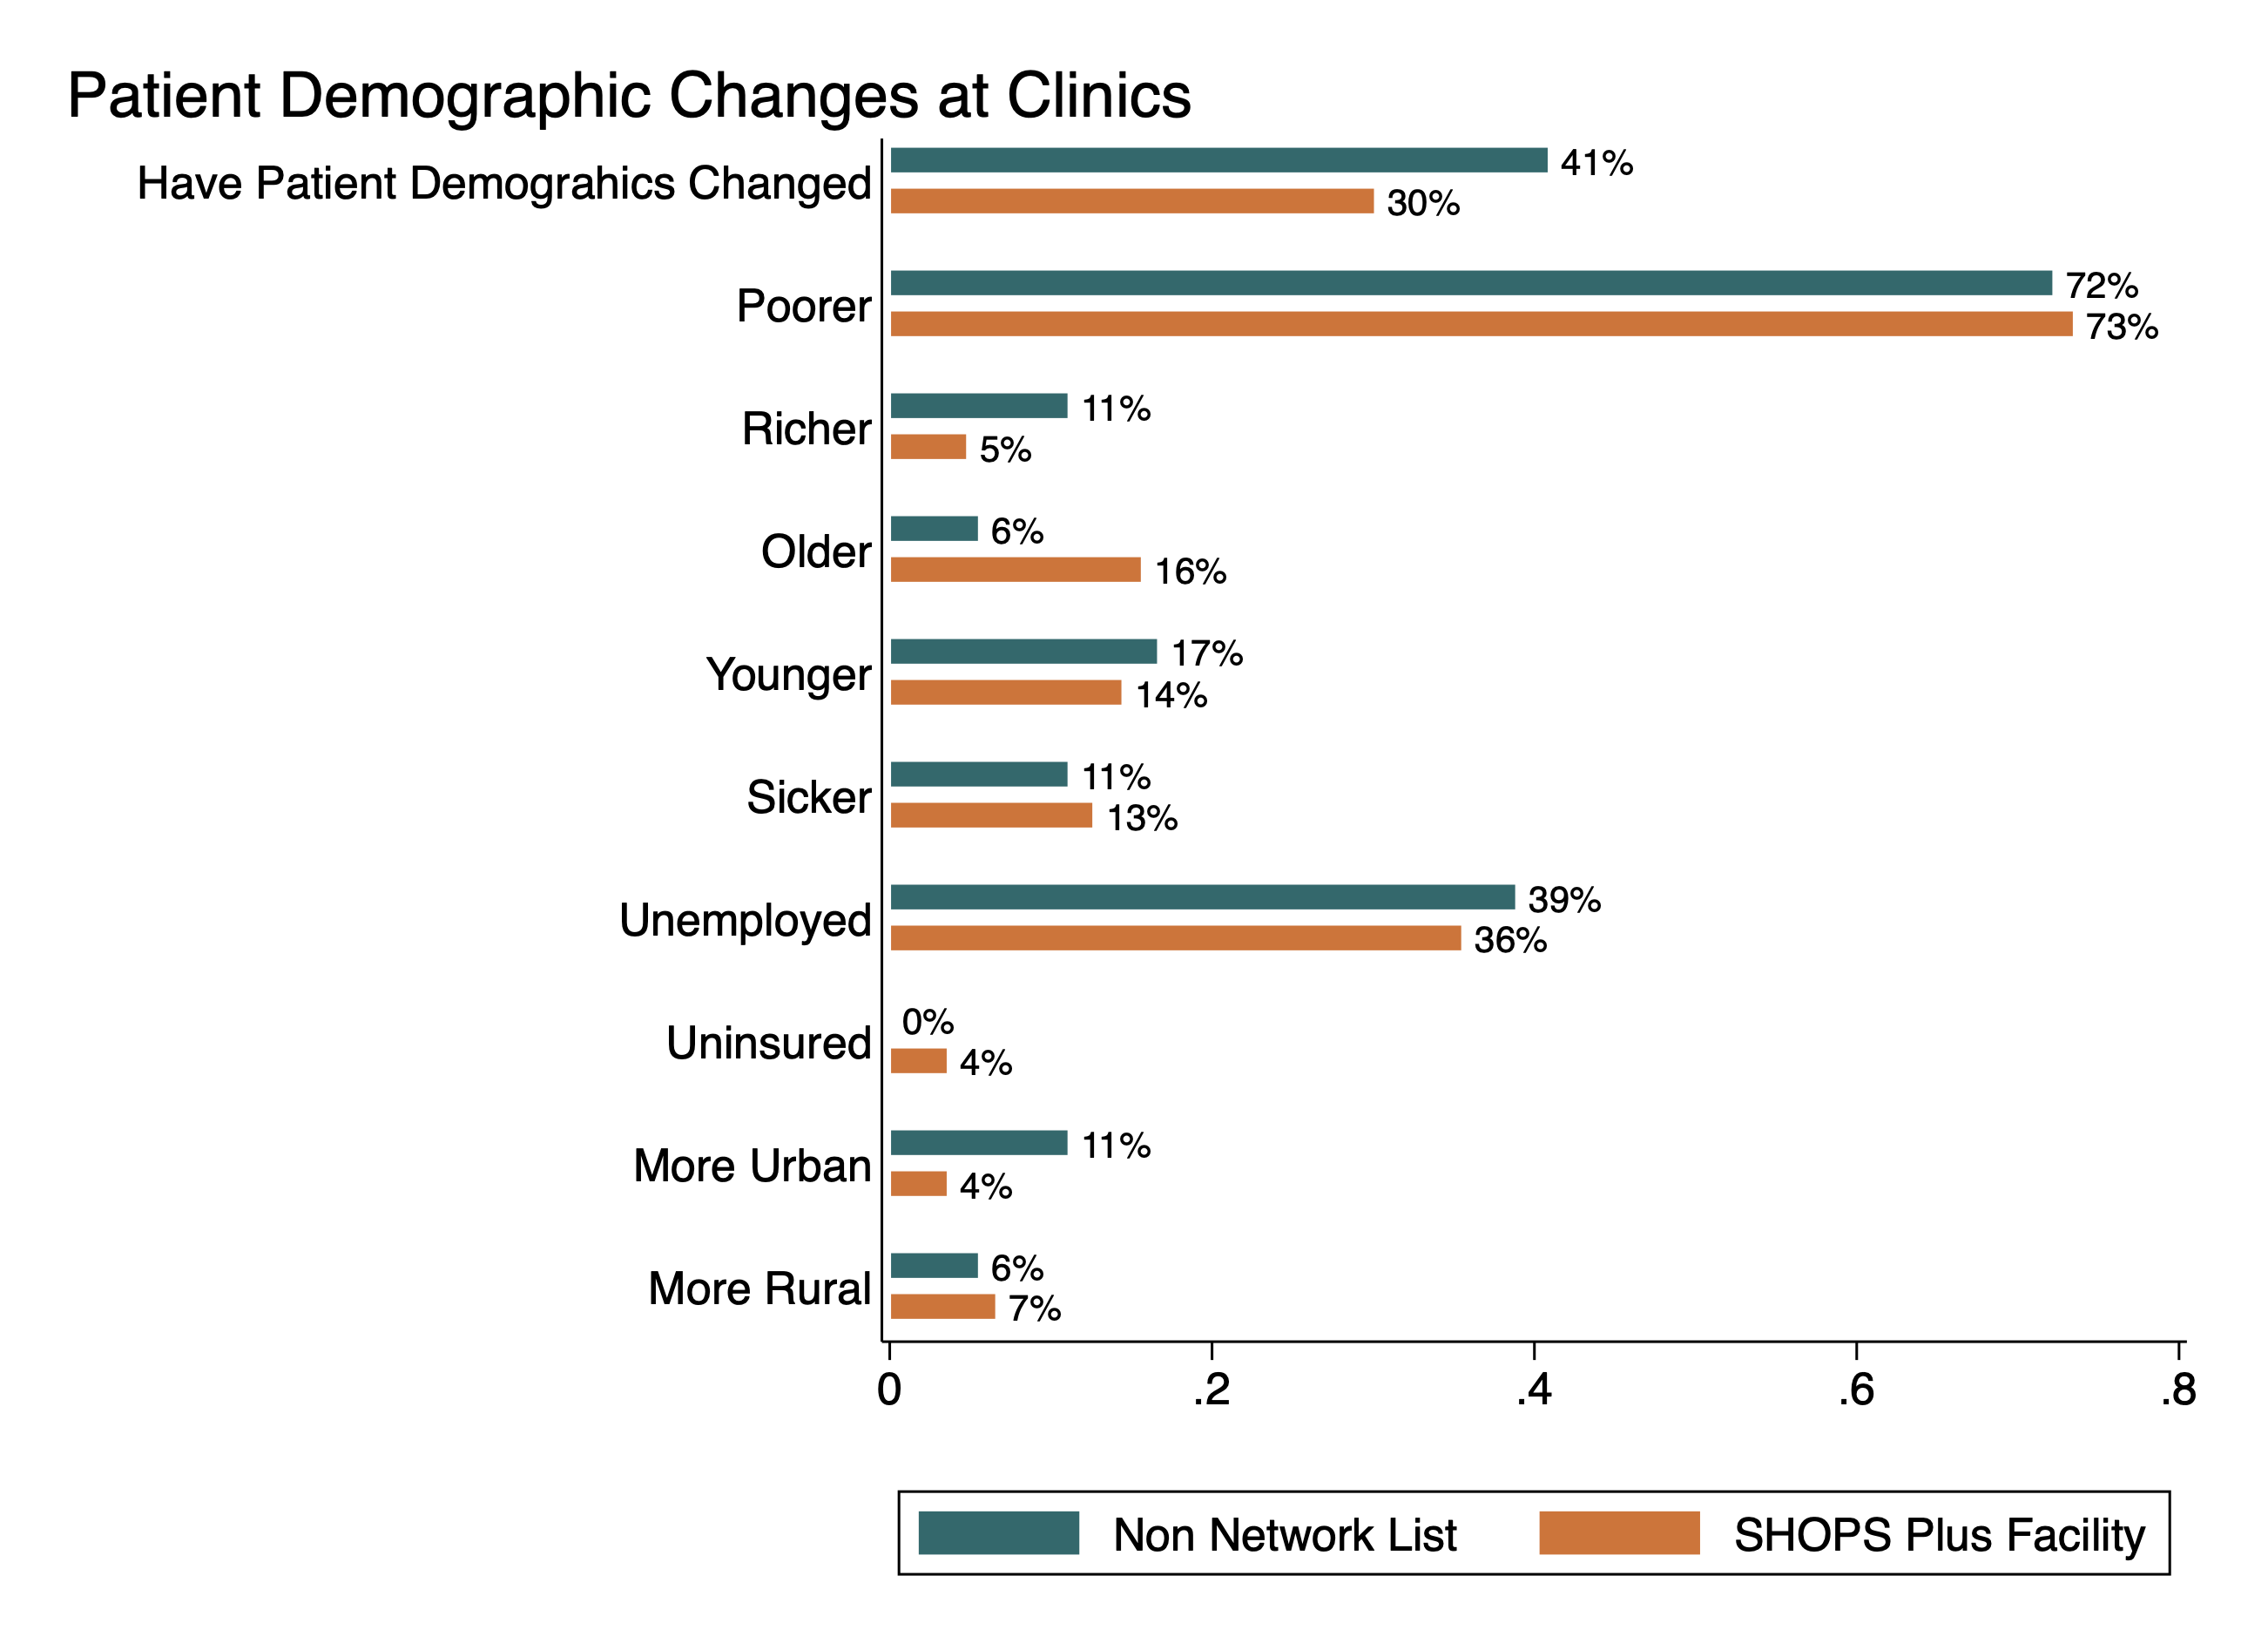 Patient Demographic Changes at Clinics
Have Patient Demograhics Changed
41%
30%
Poorer
72%
73%
Richer
11%
5%
Older
6%
16%
Younger
17%
14%
Sicker
11%
13%
Unemployed
39%
36%
Uninsured
0%
4%
More Urban
11%
4%
More Rural
6%
7%
0 .2 .4 .6 .8
Non Network List SHOPS Plus Facility